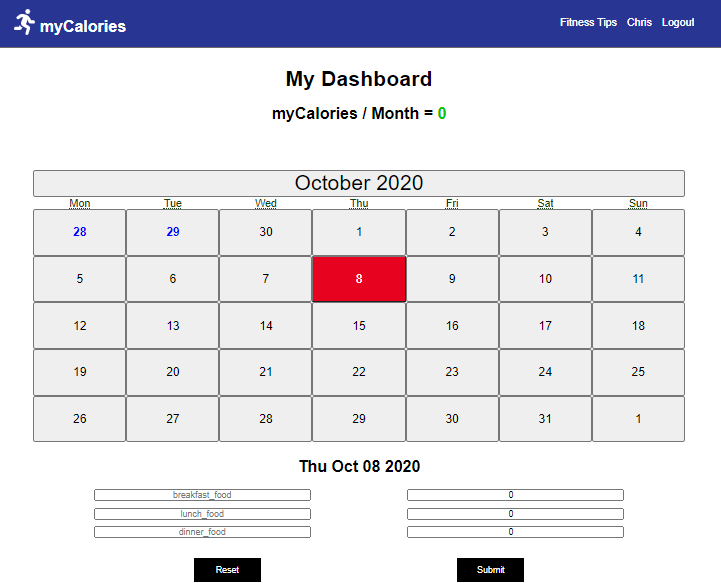 myCalories
Fitness Tips Chris Logoul
My Dashboard
myCalories / Month = 0
October 2020
Mon Tue Wed Thu Fri Sat Sun
28 29 30 1 2 3 4
5 6 7 8 9 10 11
12 13 14 15 16 17 18
19 20 21 22 23 24 25
26 27 28 29 30 31 1
Thu Oct 08 2020
breakfast_food 0
lunch_food 0
dinner_food 0
Reset Submit